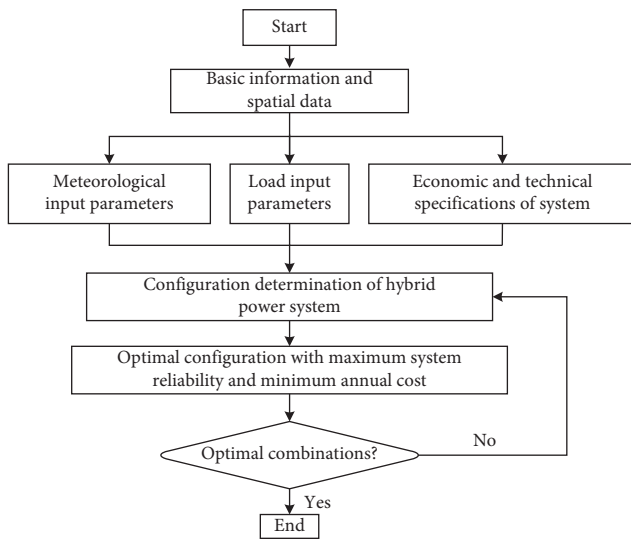 Start
Basic information and
spatial data
Meteorological
input parameters
Load input
parameters
Economic and technical
specifications of system
Configuration determination of hybrid
power system
Optimal configuration with maximum system
reliability and minimum annual cost
Optimal combinations?
No
Yes
End